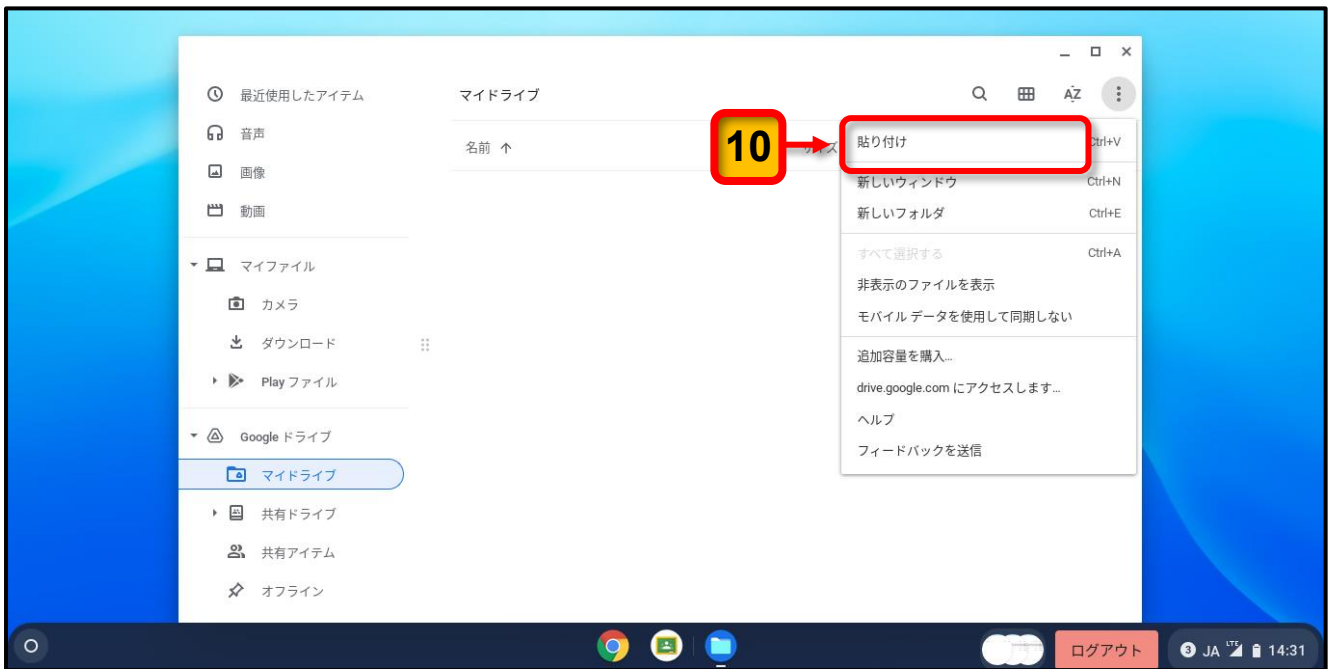 最近使用したアイテム
音声
画像
動画
マイファイル
カメラ
ダウンロード
Play ファイル
Google ドライブ
マイドライブ
共有ドライブ
共有アイテム
オフライン
マイドライブ
AZ
名前
10
貼り付け Ctrl+V
新しいウィンドウ Ctrl+N
新しいフォルダ Ctrl+E
すべて選択する Ctrl+A
非表示のファイルを表示
モバイル データを使用して同期しない
追加容量を購入...
drive.google.com にアクセスします...
ヘルプ
フィードバックを送信
ログアウト
3 JA LTE 14:31